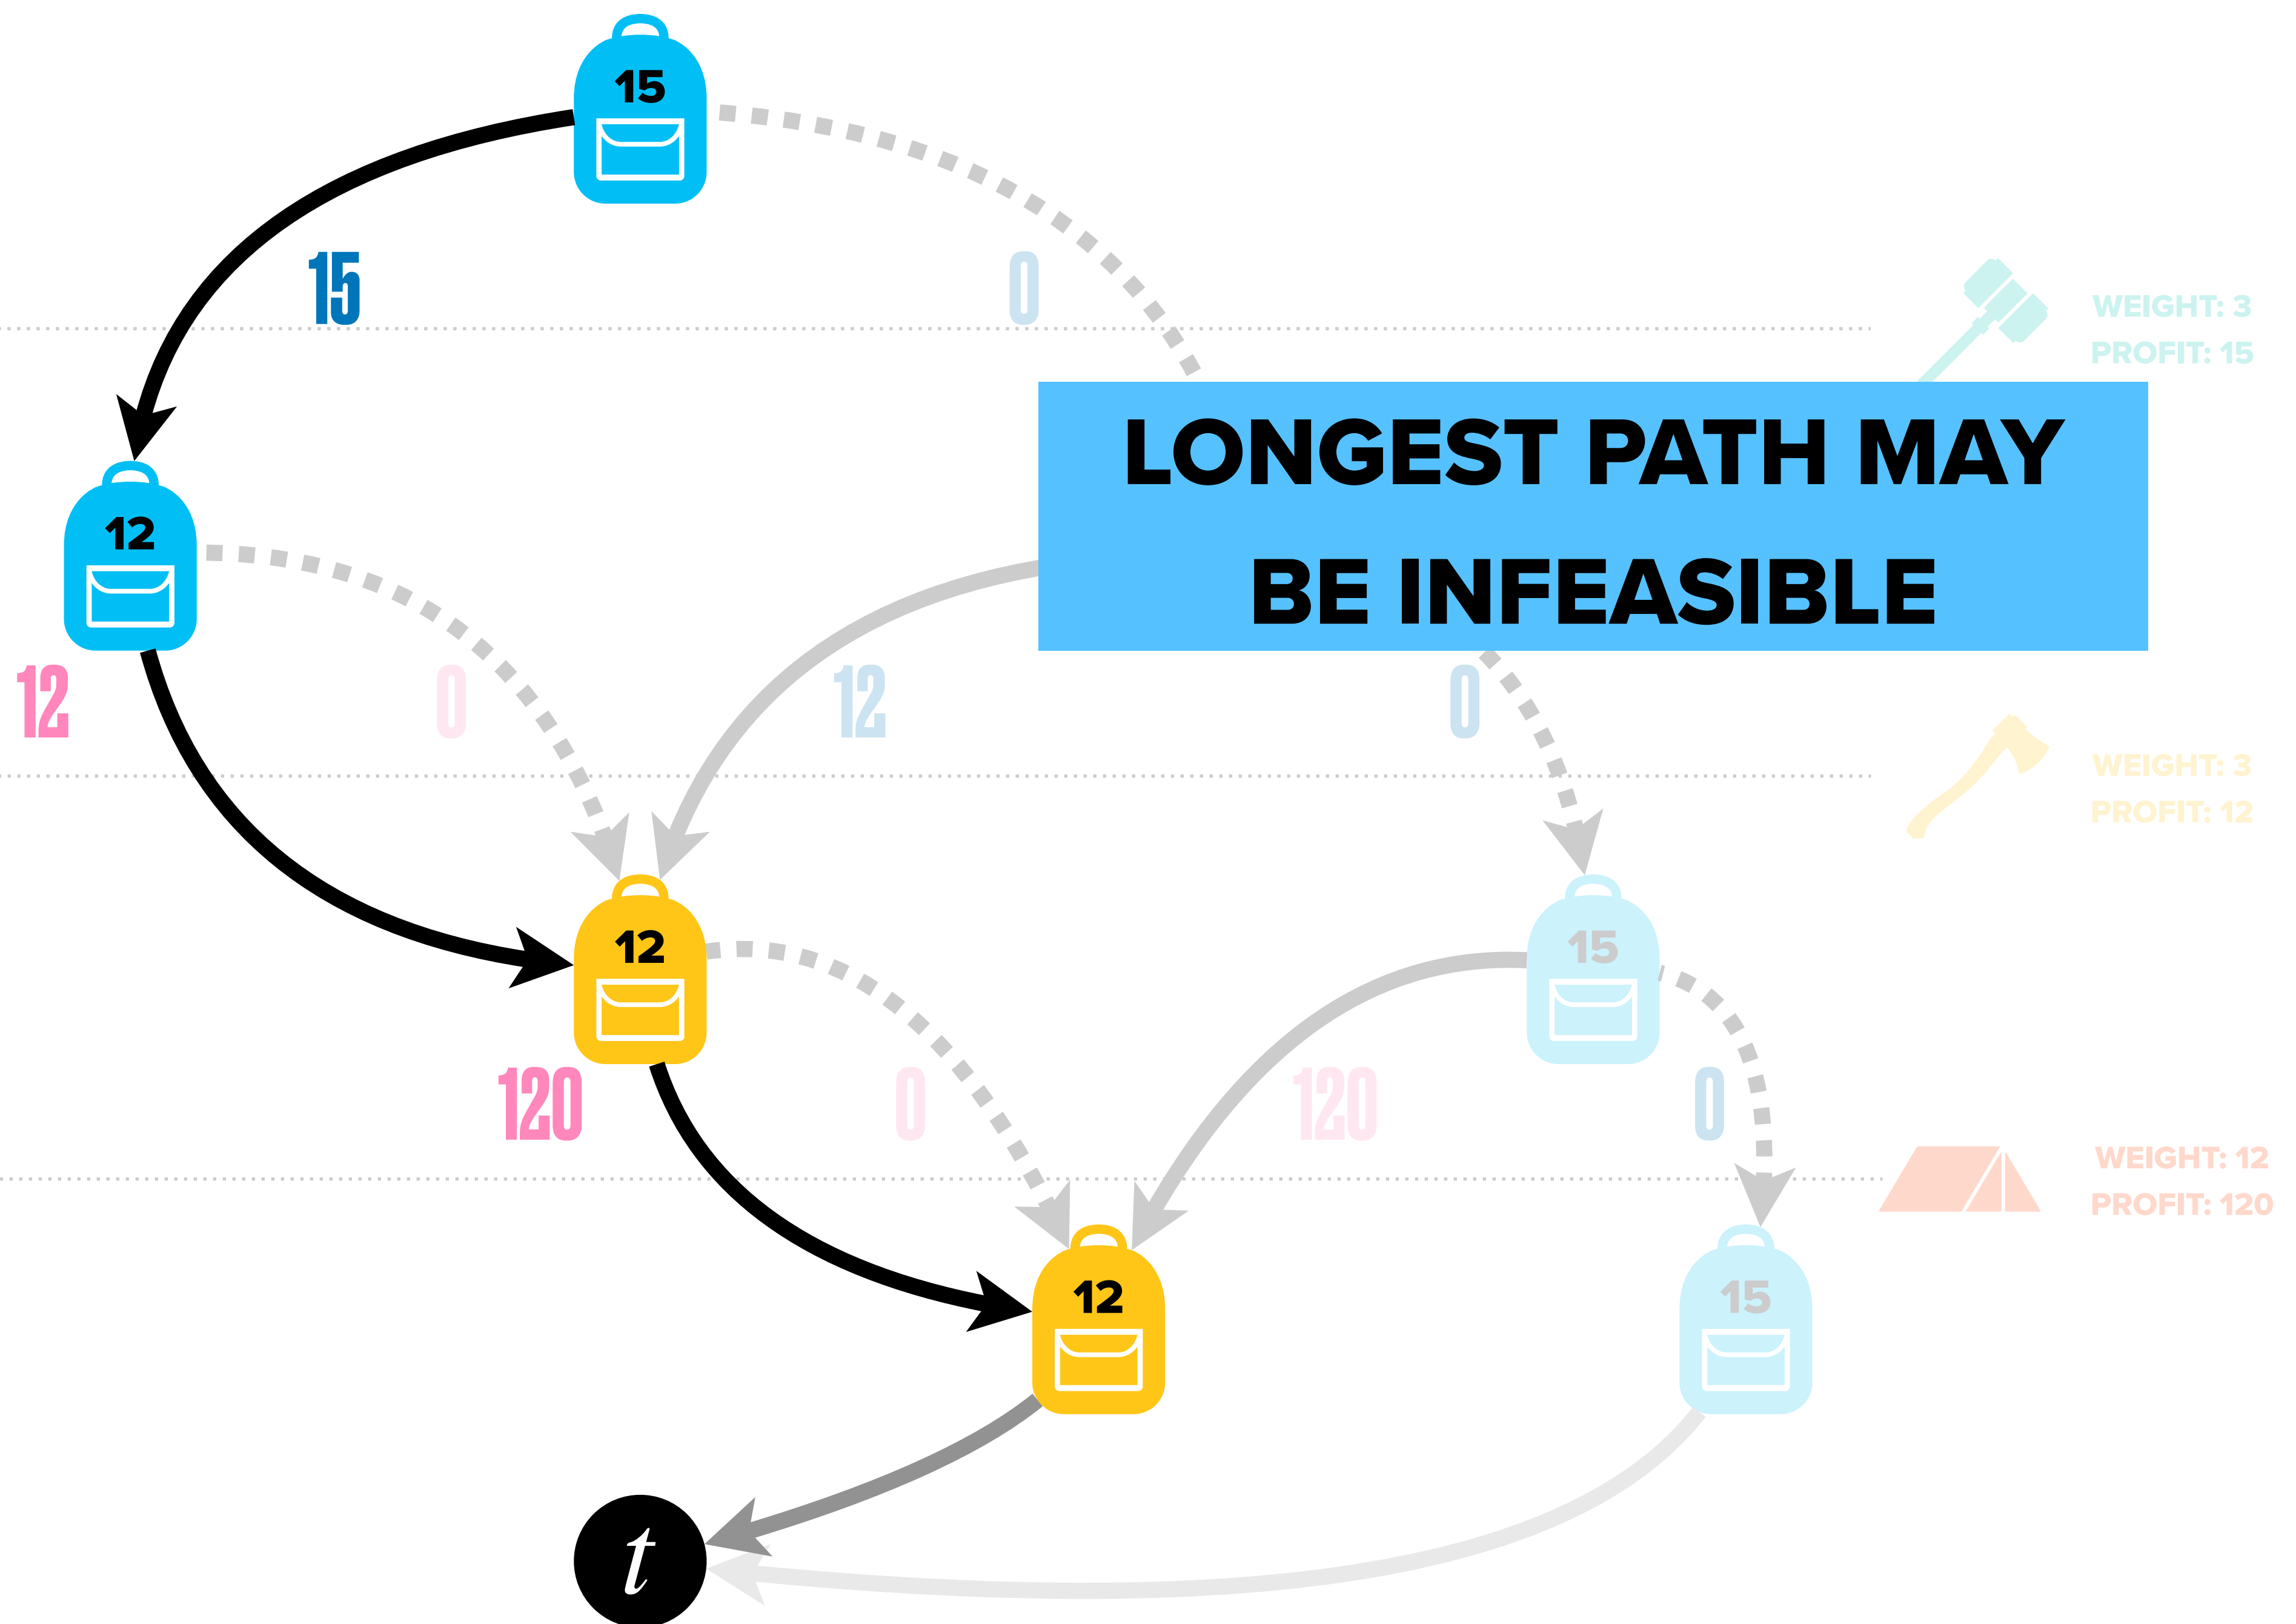 15
15
0
WEIGHT: 3
PROFIT: 15
LONGEST PATH MAY
BE INFEASIBLE
12
12
0
12
0
WEIGHT: 3
PROFIT: 12
12
15
120
0
120
0
WEIGHT: 12
PROFIT: 120
12
15
t